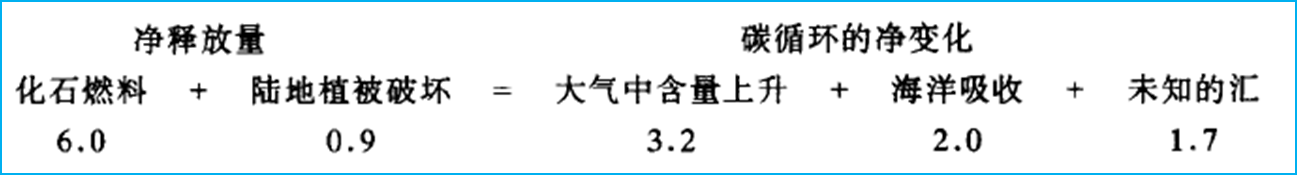 净释放量 碳循环的净变化
化石燃料 + 陆地植被破坏 = 大气中含量上升 + 海洋吸收 + 未知的汇
6.0 0.9 3.2 2.0 1.7